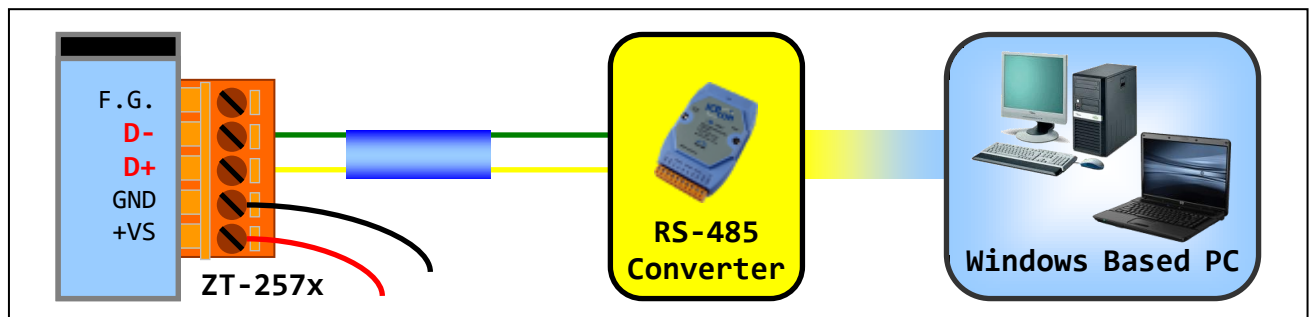 F.G.
D-
D+
GND
+VS
ZT-257x
RS-485
Converter
Windows Based PC